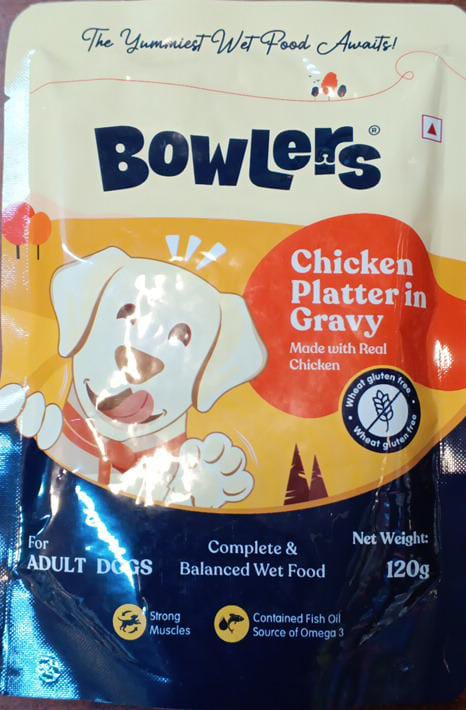 The Yummiest Wet Food Awaits!
BOWLers®
Chicken
Platter in
Gravy
Made with Real
Chicken
Wheat gluten free
Wheat gluten free
For
ADULT DOGS
Complete &
Balanced Wet Food
Net Weight:
120g
Strong
Muscles
Contained Fish Oil
Source of Omega 3